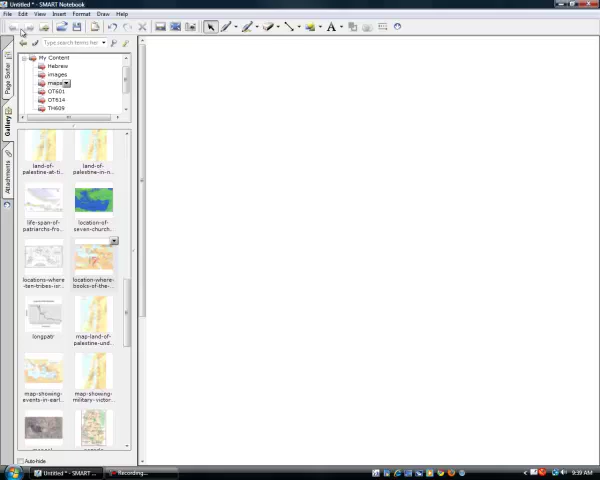 Untitled * - SMART Notebook
File Edit View Insert Format Draw Help
Type search terms her
My Content
Hebrew
images
maps
OT601
OT614
TH609
Page Sorter
Gallery
Attachments
land-of-palestine-at-ti...
land-of-palestine-in-n...
life-span-of-patriarchs-fro...
location-of-seven-church...
locations-where-ten-tribes-isr...
location-where-books-of-the-...
longpatr
map-land-of-palestine-und...
map-showing-events-in-earl...
map-showing-military-victor...
Auto-hide
Untitled * - SMART ...
Recording...
9:39 AM